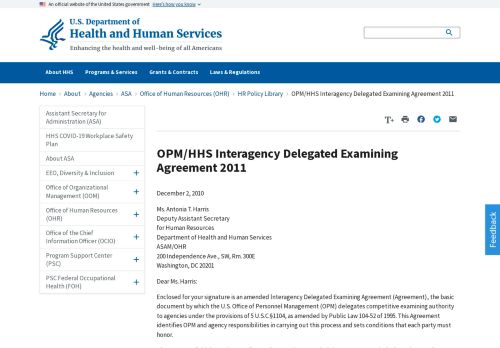 An official website of the United States government Here's how you know
U.S. Department of
Health and Human Services
Enhancing the health and well-being of all Americans
About HHS Programs & Services Grants & Contracts Laws & Regulations
Home › About › Agencies › ASA › Office of Human Resources (OHR) › HR Policy Library › OPM/HHS Interagency Delegated Examining Agreement 2011
Assistant Secretary for
Administration (ASA)
HHS COVID-19 Workplace Safety
Plan
About ASA
EEO, Diversity & Inclusion +
Office of Organizational
Management (OOM) +
Office of Human Resources
(OHR) +
Office of the Chief
Information Officer (OCIO) +
Program Support Center
(PSC) +
PSC Federal Occupational
Health (FOH) +
T+
OPM/HHS Interagency Delegated Examining
Agreement 2011
December 2, 2010
Ms. Antonia T. Harris
Deputy Assistant Secretary
for Human Resources
Department of Health and Human Services
ASAM/OHR
200 Independence Ave., SW, Rm. 300E
Washington, DC 20201
Dear Ms. Harris:
Enclosed for your signature is an amended Interagency Delegated Examining Agreement (Agreement), the basic
document by which the U.S. Office of Personnel Management (OPM) delegates competitive examining authority
to agencies under the provisions of 5 U.S.C §1104, as amended by Public Law 104-52 of 1995. This Agreement
identifies OPM and agency responsibilities in carrying out this process and sets conditions that each party must
honor.
Feedback